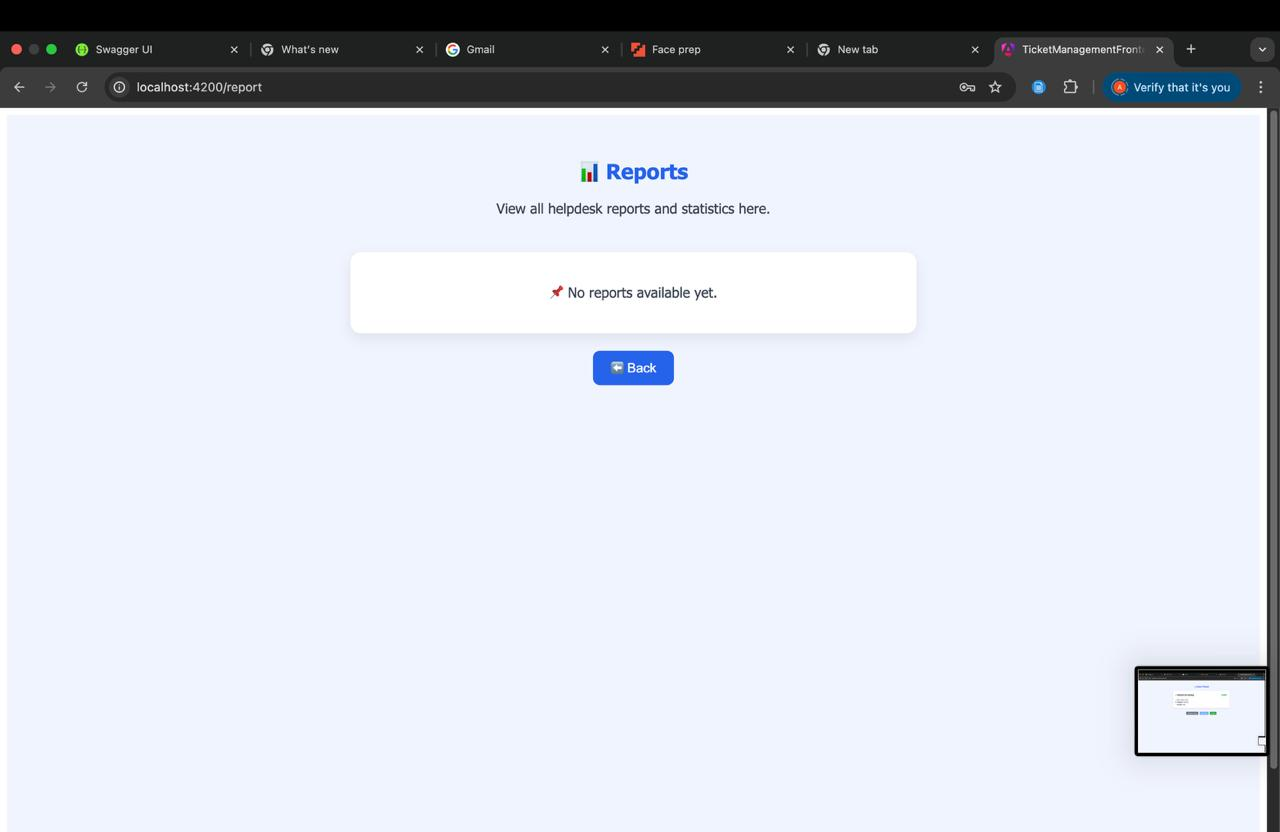 Swagger UI
What's new
Gmail
Face prep
New tab
TicketManagementFront
localhost:4200/report
A
Verify that it's you
📊 Reports
View all helpdesk reports and statistics here.
📌 No reports available yet.
⬅️ Back